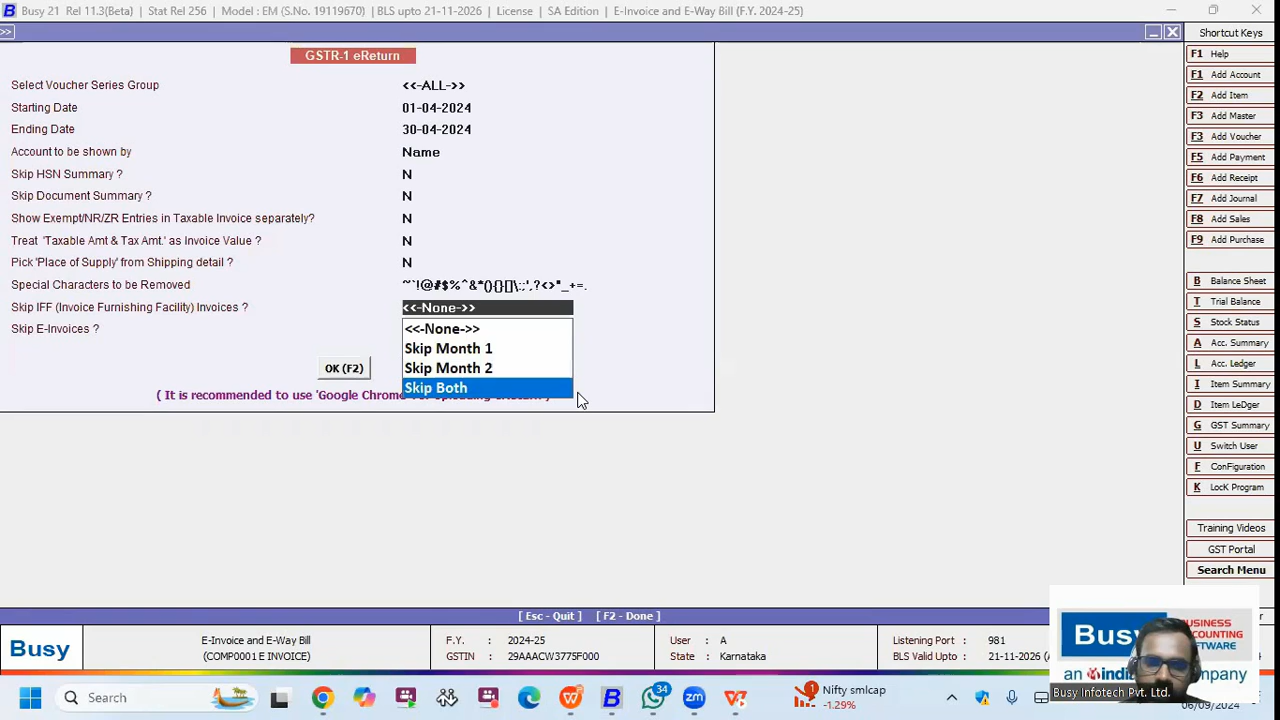 Busy 21 Rel 11.3(Beta) | Stat Rel 256 | Model : EM (S.No. 19119670) | BLS upto 21-11-2026 | License | SA Edition | E-Invoice and E-Way Bill (F.Y. 2024-25)
>>
Shortcut Keys
GSTR-1 eReturn
Select Voucher Series Group <<-ALL->>
Starting Date 01-04-2024
Ending Date 30-04-2024
Account to be shown by Name
Skip HSN Summary ? N
Skip Document Summary ? N
Show Exempt/NR/ZR Entries in Taxable Invoice separately? N
Treat 'Taxable Amt & Tax Amt.' as Invoice Value ? N
Pick 'Place of Supply' from Shipping detail ? N
Special Characters to be Removed ~`!@#$%^&*(){}[]\:;',?<>"_+=.
Skip IFF (Invoice Furnishing Facility) Invoices ? <<-None->>
Skip E-Invoices ?
<<-None->>
Skip Month 1
Skip Month 2
Skip Both
OK (F2)
( It is recommended to use 'Google Chrome
F1 Help
F1 Add Account
F2 Add Item
F3 Add Master
F3 Add Voucher
F5 Add Payment
F6 Add Receipt
F7 Add Journal
F8 Add Sales
F9 Add Purchase
B Balance Sheet
T Trial Balance
S Stock Status
A Acc. Summary
L Acc. Ledger
I Item Summary
D Item LeDger
G GST Summary
U Switch User
F ConFiguration
K LocK Program
Training Videos
GST Portal
Search Menu
[ Esc - Quit ] [ F2 - Done ]
Busy
E-Invoice and E-Way Bill
(COMP0001 E INVOICE)
F.Y. : 2024-25
GSTIN : 29AAACW3775F000
User : A
State : Karnataka
Listening Port : 981
BLS Valid Upto : 21-11-2026 (
Busy
BUSINESS
ACCOUNTING
SOFTWARE
an
company
Busy Infotech Pvt. Ltd.
Search
34
zm
Nifty smlcap
-1.29%
06/09/2024